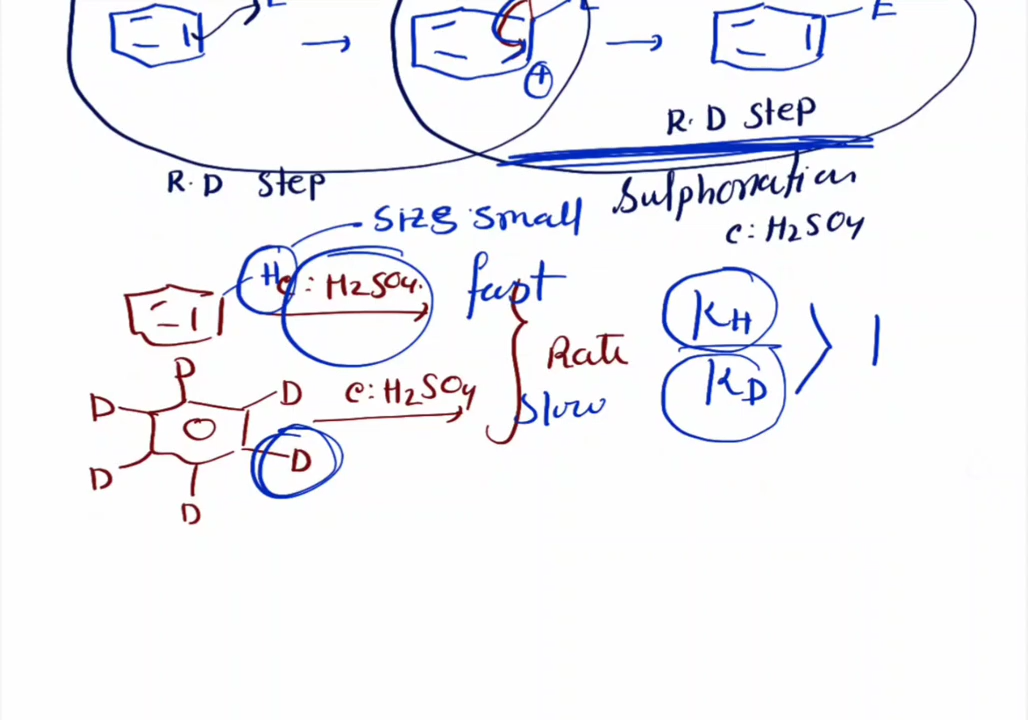 E
⊕
R.D Step
R.D Step
Sulphonation
C: H2SO4
Size small
H
C: H2SO4.
fast
KH
KD
> 1
Rate
D
D
D
C: H2SO4
Slow
D
D
D